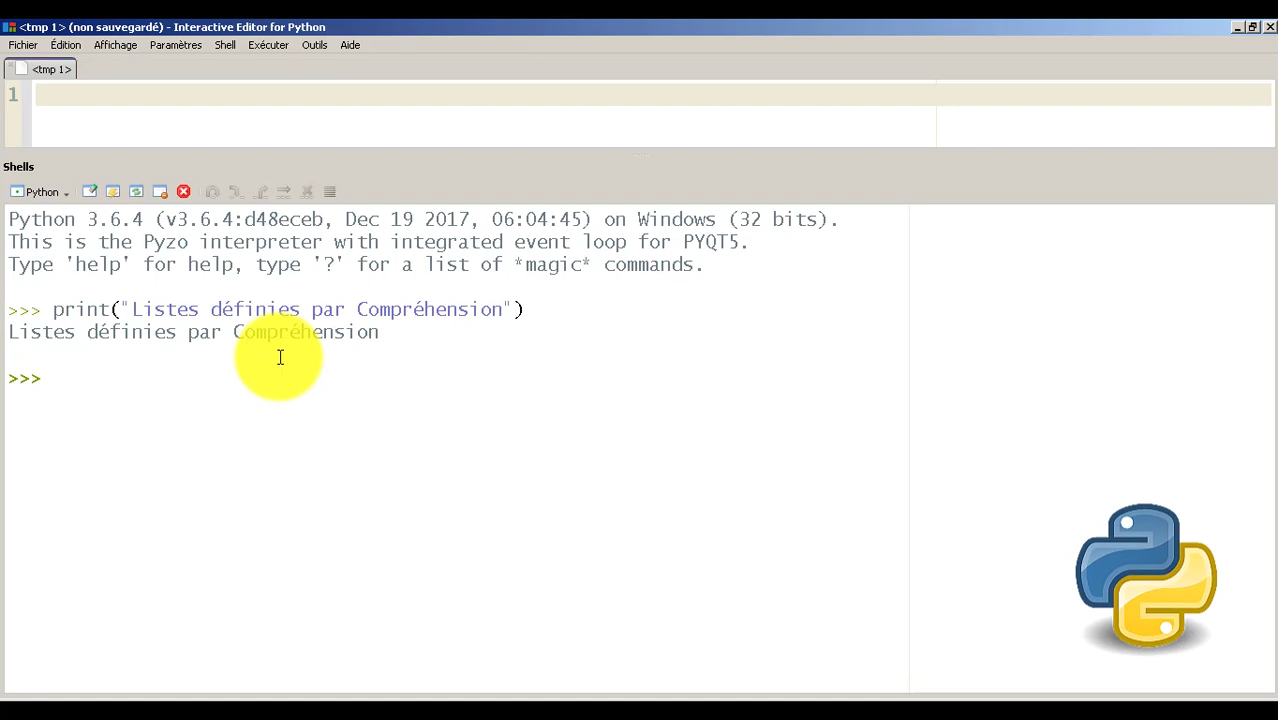 <tmp 1> (non sauvegardé) - Interactive Editor for Python
Fichier Édition Affichage Paramètres Shell Exécuter Outils Aide
<tmp 1>
1
Shells
Python
Python 3.6.4 (v3.6.4:d48eceb, Dec 19 2017, 06:04:45) on Windows (32 bits).
This is the Pyzo interpreter with integrated event loop for PYQT5.
Type 'help' for help, type '?' for a list of *magic* commands.
>>> print("Listes définies par Compréhension")
Listes définies par Compréhension
>>>